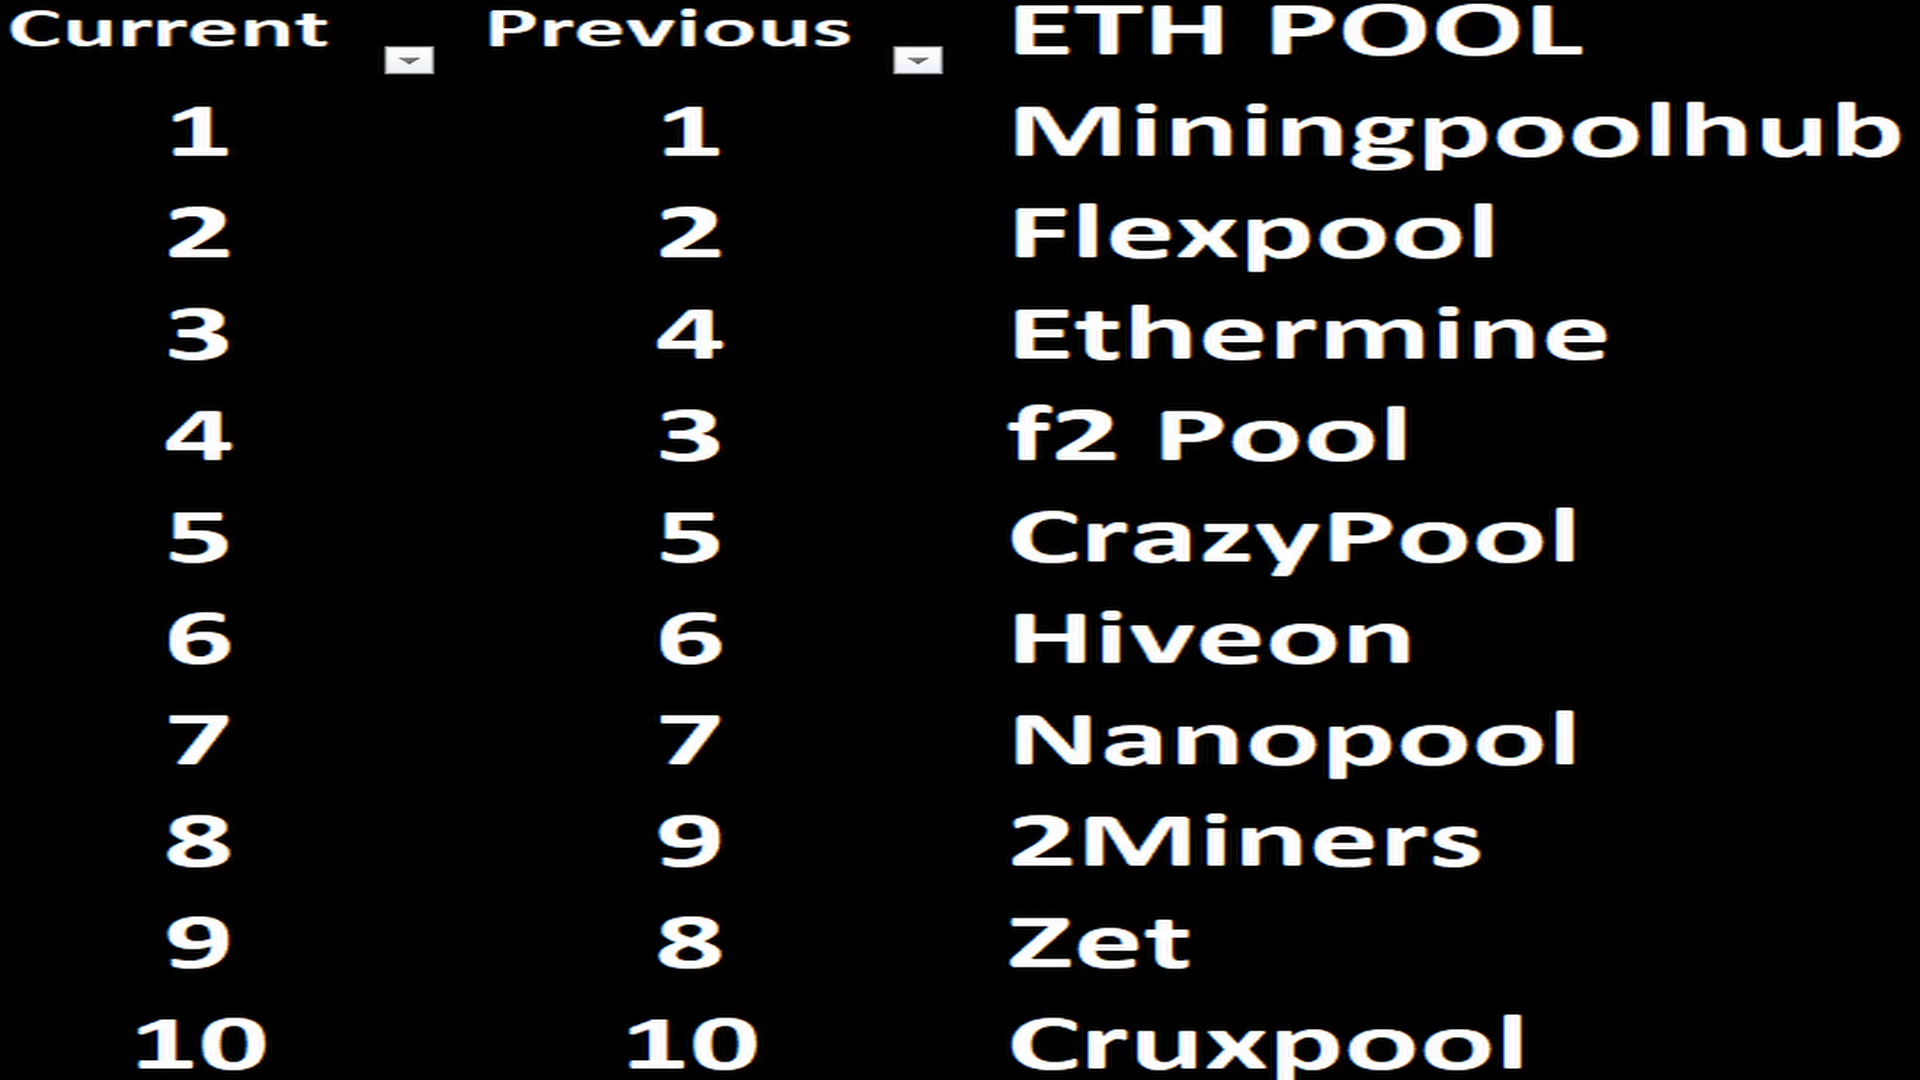 Current Previous ETH POOL
1 1 Miningpoolhub
2 2 Flexpool
3 4 Ethermine
4 3 f2 Pool
5 5 CrazyPool
6 6 Hiveon
7 7 Nanopool
8 9 2Miners
9 8 Zet
10 10 Cruxpool